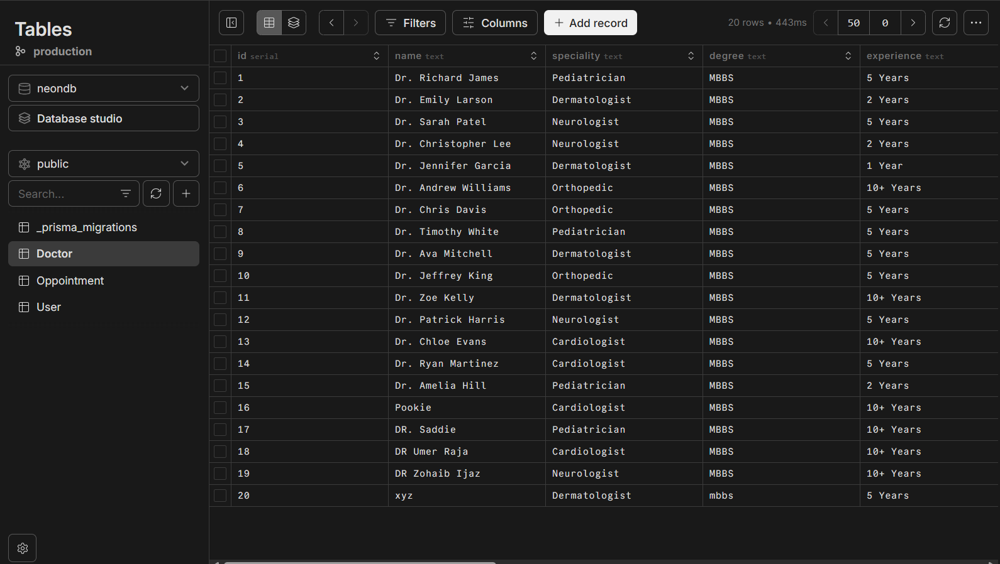 Tables
production
neondb
Database studio
public
Search...
_prisma_migrations
Doctor
Oppointment
User
Filters Columns Add record 20 rows • 443ms 50 0
id serial name text speciality text degree text experience text
1 Dr. Richard James Pediatrician MBBS 5 Years
2 Dr. Emily Larson Dermatologist MBBS 2 Years
3 Dr. Sarah Patel Neurologist MBBS 5 Years
4 Dr. Christopher Lee Neurologist MBBS 2 Years
5 Dr. Jennifer Garcia Dermatologist MBBS 1 Year
6 Dr. Andrew Williams Orthopedic MBBS 10+ Years
7 Dr. Chris Davis Orthopedic MBBS 5 Years
8 Dr. Timothy White Pediatrician MBBS 5 Years
9 Dr. Ava Mitchell Dermatologist MBBS 5 Years
10 Dr. Jeffrey King Orthopedic MBBS 5 Years
11 Dr. Zoe Kelly Dermatologist MBBS 10+ Years
12 Dr. Patrick Harris Neurologist MBBS 5 Years
13 Dr. Chloe Evans Cardiologist MBBS 10+ Years
14 Dr. Ryan Martinez Cardiologist MBBS 5 Years
15 Dr. Amelia Hill Pediatrician MBBS 2 Years
16 Pookie Cardiologist MBBS 10+ Years
17 DR. Saddie Pediatrician MBBS 10+ Years
18 DR Umer Raja Cardiologist MBBS 10+ Years
19 DR Zohaib Ijaz Neurologist MBBS 10+ Years
20 xyz Dermatologist mbbs 5 Years